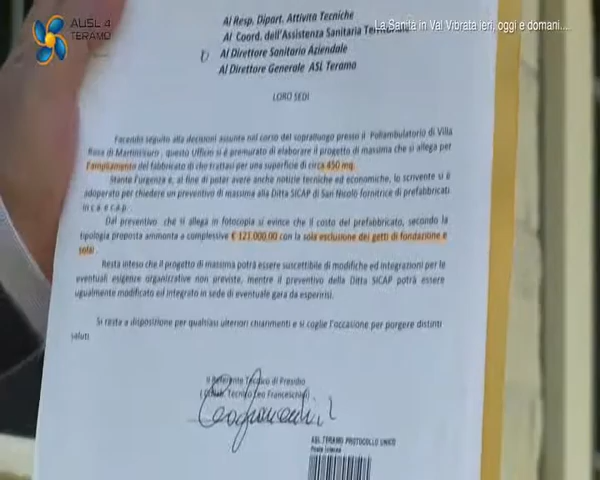 AUSL 4
TERAMO
La Sanità in Val Vibrata ieri, oggi e domani....
Al Resp. Dipart. Attività Tecniche
Al Coord. dell'Assistenza Sanitaria
Al Direttore Sanitario Aziendale
Al Direttore Generale ASL Teramo
LORO SEDI
Facendo seguito alla decisioni assunte nel corso del sopralluogo presso il Poliambulatorio di Villa
Rosa di Martinsicuro, questo Ufficio si è premurato di elaborare il progetto di massima che si allega per
l'ampliamento del fabbricato di che trattasi per una superficie di circa 450 mq.
Stante l'urgenza e, al fine di poter avere anche notizie tecniche ed economiche, lo scrivente si è
adoperato per chiedere un preventivo di massima alla Ditta SICAP di San Nicolò fornitrice di prefabbricati
in c.a. e c.a.p.
Dal preventivo che si allega in fotocopia si evince che il costo del prefabbricato, secondo la
tipologia proposta ammonta a complessive € 121.000,00 con la sola esclusione dei getti di fondazione e
solai.
Resta inteso che il progetto di massima potrà essere suscettibile di modifiche ed integrazioni per le
eventuali esigenze organizzative non previste, mentre il preventivo della Ditta SICAP potrà essere
ugualmente modificato ed integrato in sede di eventuale gara da esperirsi.
Si resta a disposizione per qualsiasi ulteriori chiarimenti e si coglie l'occasione per porgere distinti
saluti
Il Referente Tecnico di Presidio
Tecnico Leo Franceschini)
ASL TERAMO PROTOCOLLO UNICO
Posta Interna